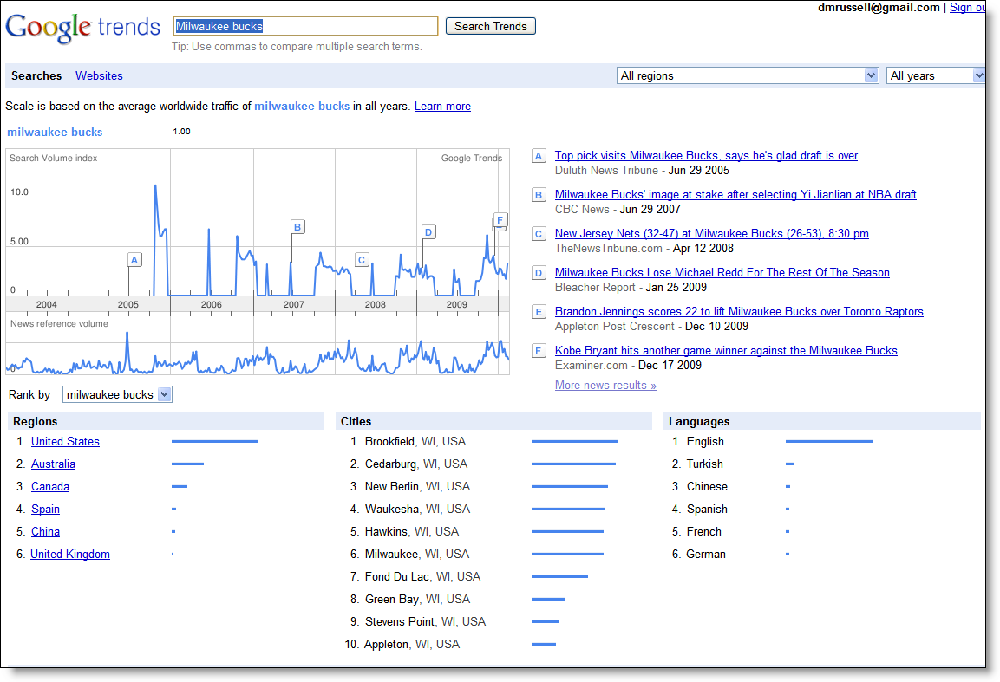 dmrussell@gmail.com | Sign ou
Google trends
Milwaukee bucks
Search Trends
Tip: Use commas to compare multiple search terms.
Searches Websites
All regions
All years
Scale is based on the average worldwide traffic of milwaukee bucks in all years. Learn more
milwaukee bucks 1.00
Search Volume index
Google Trends
10.0
5.00
0
A
B
C
D
F
2004 2005 2006 2007 2008 2009
News reference volume
0
A Top pick visits Milwaukee Bucks, says he's glad draft is over
Duluth News Tribune - Jun 29 2005
B Milwaukee Bucks' image at stake after selecting Yi Jianlian at NBA draft
CBC News - Jun 29 2007
C New Jersey Nets (32-47) at Milwaukee Bucks (26-53), 8:30 pm
TheNewsTribune.com - Apr 12 2008
D Milwaukee Bucks Lose Michael Redd For The Rest Of The Season
Bleacher Report - Jan 25 2009
E Brandon Jennings scores 22 to lift Milwaukee Bucks over Toronto Raptors
Appleton Post Crescent - Dec 10 2009
F Kobe Bryant hits another game winner against the Milwaukee Bucks
Examiner.com - Dec 17 2009
More news results »
Rank by milwaukee bucks
Regions
1. United States
2. Australia
3. Canada
4. Spain
5. China
6. United Kingdom
Cities
1. Brookfield, WI, USA
2. Cedarburg, WI, USA
3. New Berlin, WI, USA
4. Waukesha, WI, USA
5. Hawkins, WI, USA
6. Milwaukee, WI, USA
7. Fond Du Lac, WI, USA
8. Green Bay, WI, USA
9. Stevens Point, WI, USA
10. Appleton, WI, USA
Languages
1. English
2. Turkish
3. Chinese
4. Spanish
5. French
6. German